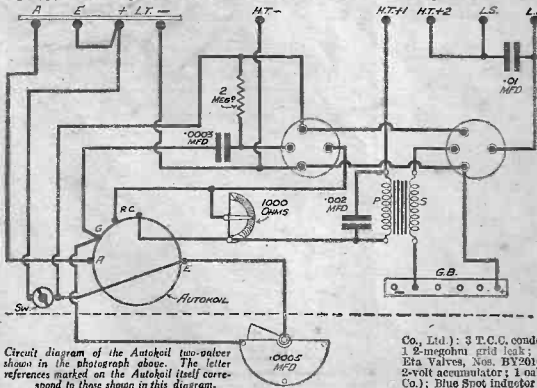 A E + L.T. - H.T.- H.T.+1 H.T.+2 L.S. L.
2 MEGΩ
.01 MFD
.0003 MFD
R.C.
1000 OHMS
.002 MFD
P S
G
A
E
G.B.
AUTOKOIL
SW.
.0005 MFD
Circuit diagram of the Autokoil two-valver
shown in the photograph above. The letter
references marked on the Autokoil itself corre-
spond to those shown in this diagram.
Co., Ltd.); 3 T.C.C. conde
1 2-megohm grid leak;
Eta Valves, Nos. BY201
2-volt accumulator; 1 oa
Co.); Blue Spot inductor